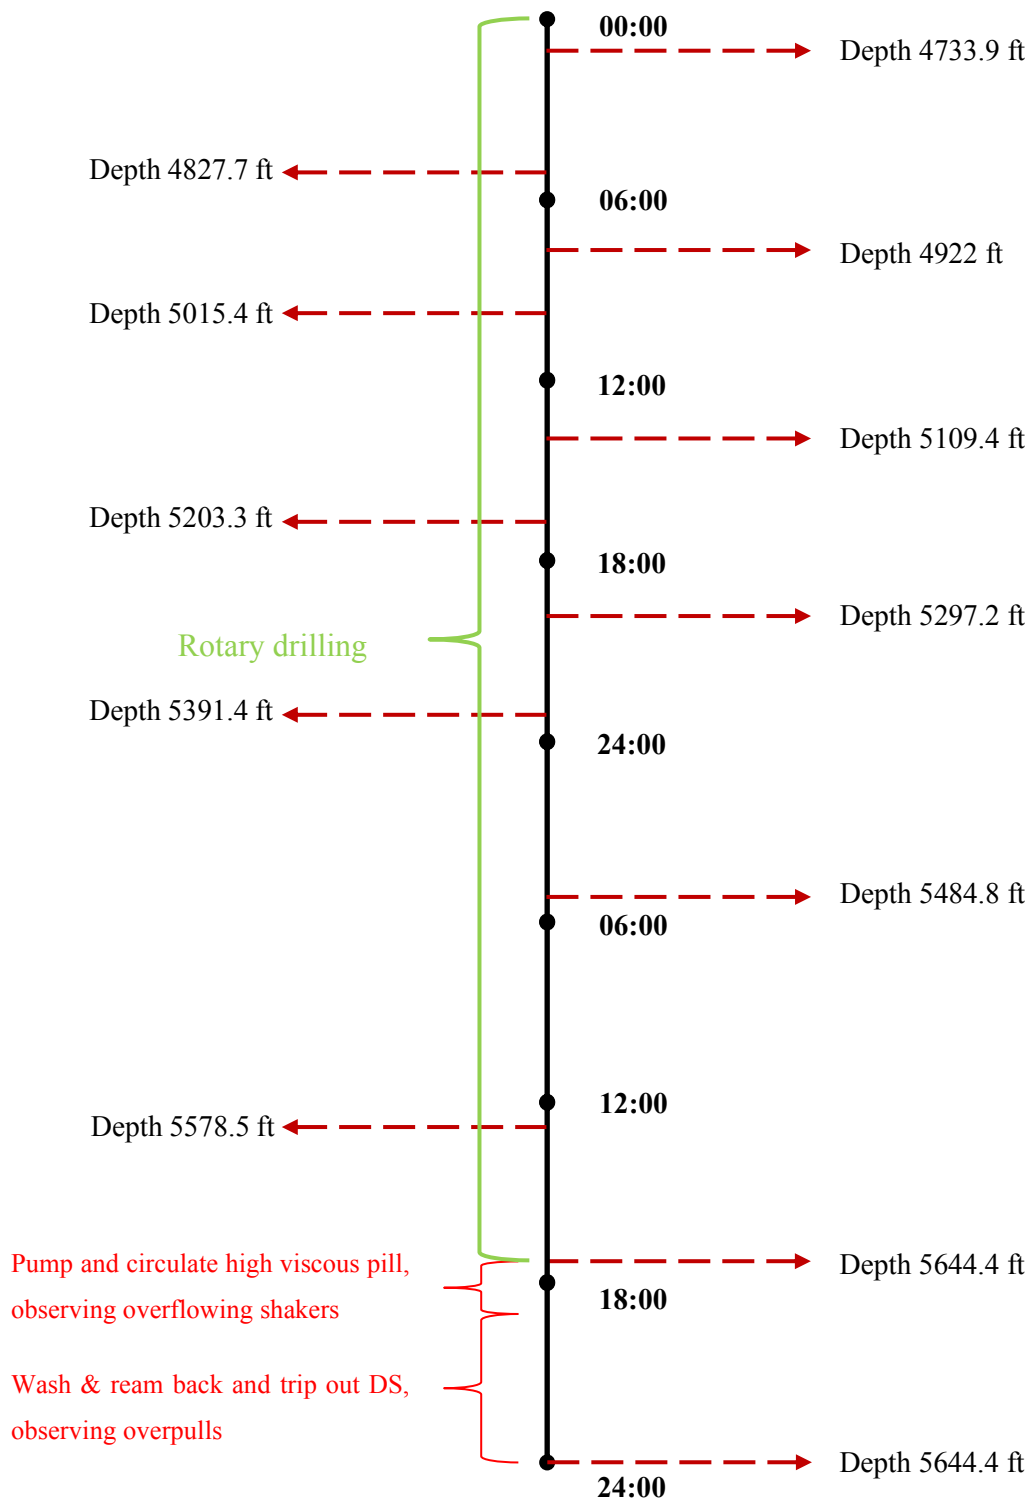 00:00
Depth 4733.9 ft
Depth 4827.7 ft
06:00
Depth 4922 ft
Depth 5015.4 ft
12:00
Depth 5109.4 ft
Depth 5203.3 ft
18:00
Depth 5297.2 ft
Rotary drilling
Depth 5391.4 ft
24:00
Depth 5484.8 ft
06:00
12:00
Depth 5578.5 ft
Pump and circulate high viscous pill,
observing overflowing shakers
Depth 5644.4 ft
18:00
Wash & ream back and trip out DS,
observing overpulls
Depth 5644.4 ft
24:00